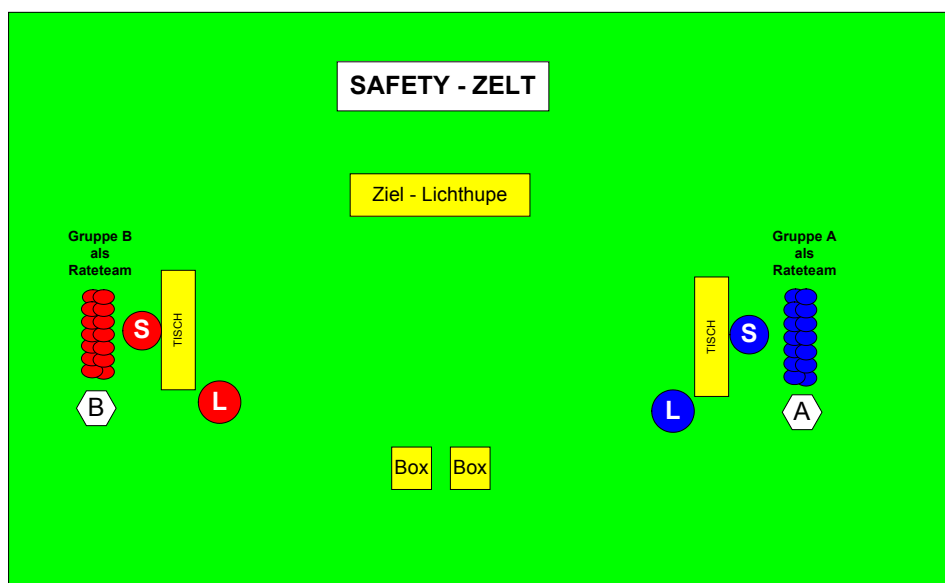 SAFETY - ZELT
Ziel - Lichthupe
Gruppe B
als
Rateteam
Gruppe A
als
Rateteam
S
TISCH
L
B
TISCH
S
L
A
Box
Box